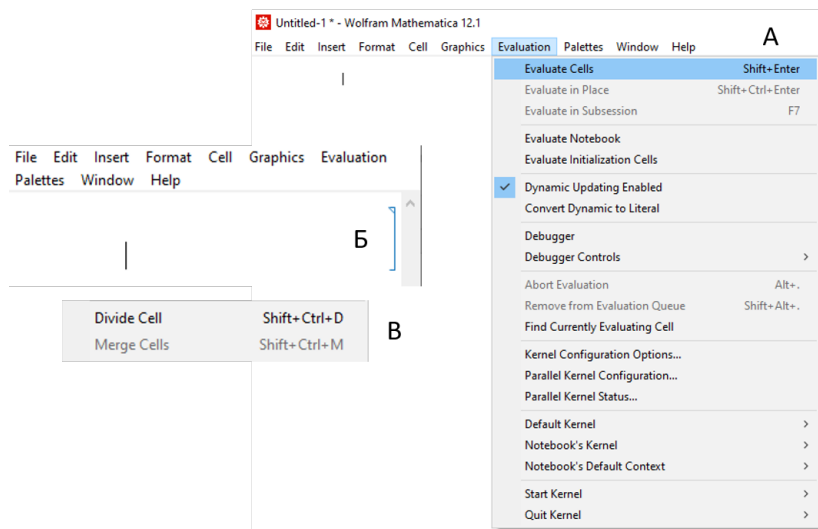 Untitled-1 * - Wolfram Mathematica 12.1
File Edit Insert Format Cell Graphics Evaluation Palettes Window Help
А
Evaluate Cells Shift+Enter
Evaluate in Place Shift+Ctrl+Enter
Evaluate in Subsession F7
Evaluate Notebook
Evaluate Initialization Cells
Dynamic Updating Enabled
Convert Dynamic to Literal
Debugger
Debugger Controls
Abort Evaluation Alt+.
Remove from Evaluation Queue Shift+Alt+.
Find Currently Evaluating Cell
Kernel Configuration Options...
Parallel Kernel Configuration...
Parallel Kernel Status...
Default Kernel
Notebook's Kernel
Notebook's Default Context
Start Kernel
Quit Kernel
File Edit Insert Format Cell Graphics Evaluation
Palettes Window Help
Б
Divide Cell Shift+Ctrl+D
Merge Cells Shift+Ctrl+M
В